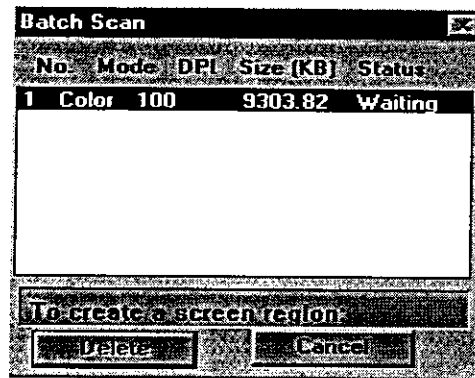 Batch Scan
No. Mode DPI Size (KB) Status
1 Color 100 9303.82 Waiting
To create a screen region:
Delete Cancel